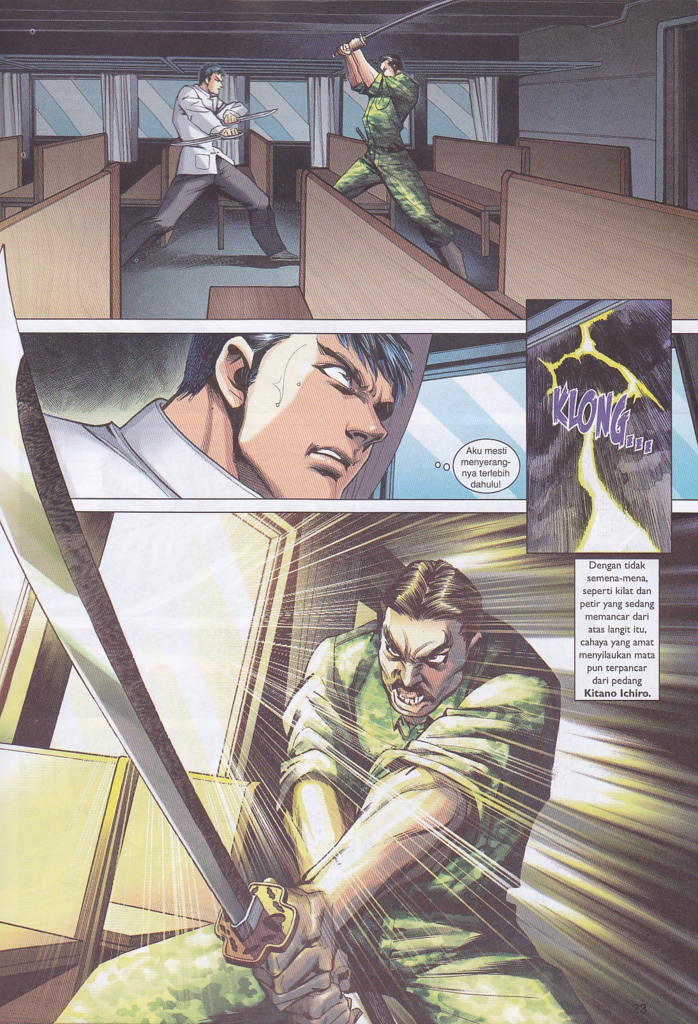 Aku mesti
menyerang-
nya terlebih
dahulu!
KLONG...
Dengan tidak
semena-mena,
seperti kilat dan
petir yang sedang
memancar dari
atas langit itu,
cahaya yang amat
menyilaukan mata
pun terpancar
dari pedang
Kitano Ichiro.
23